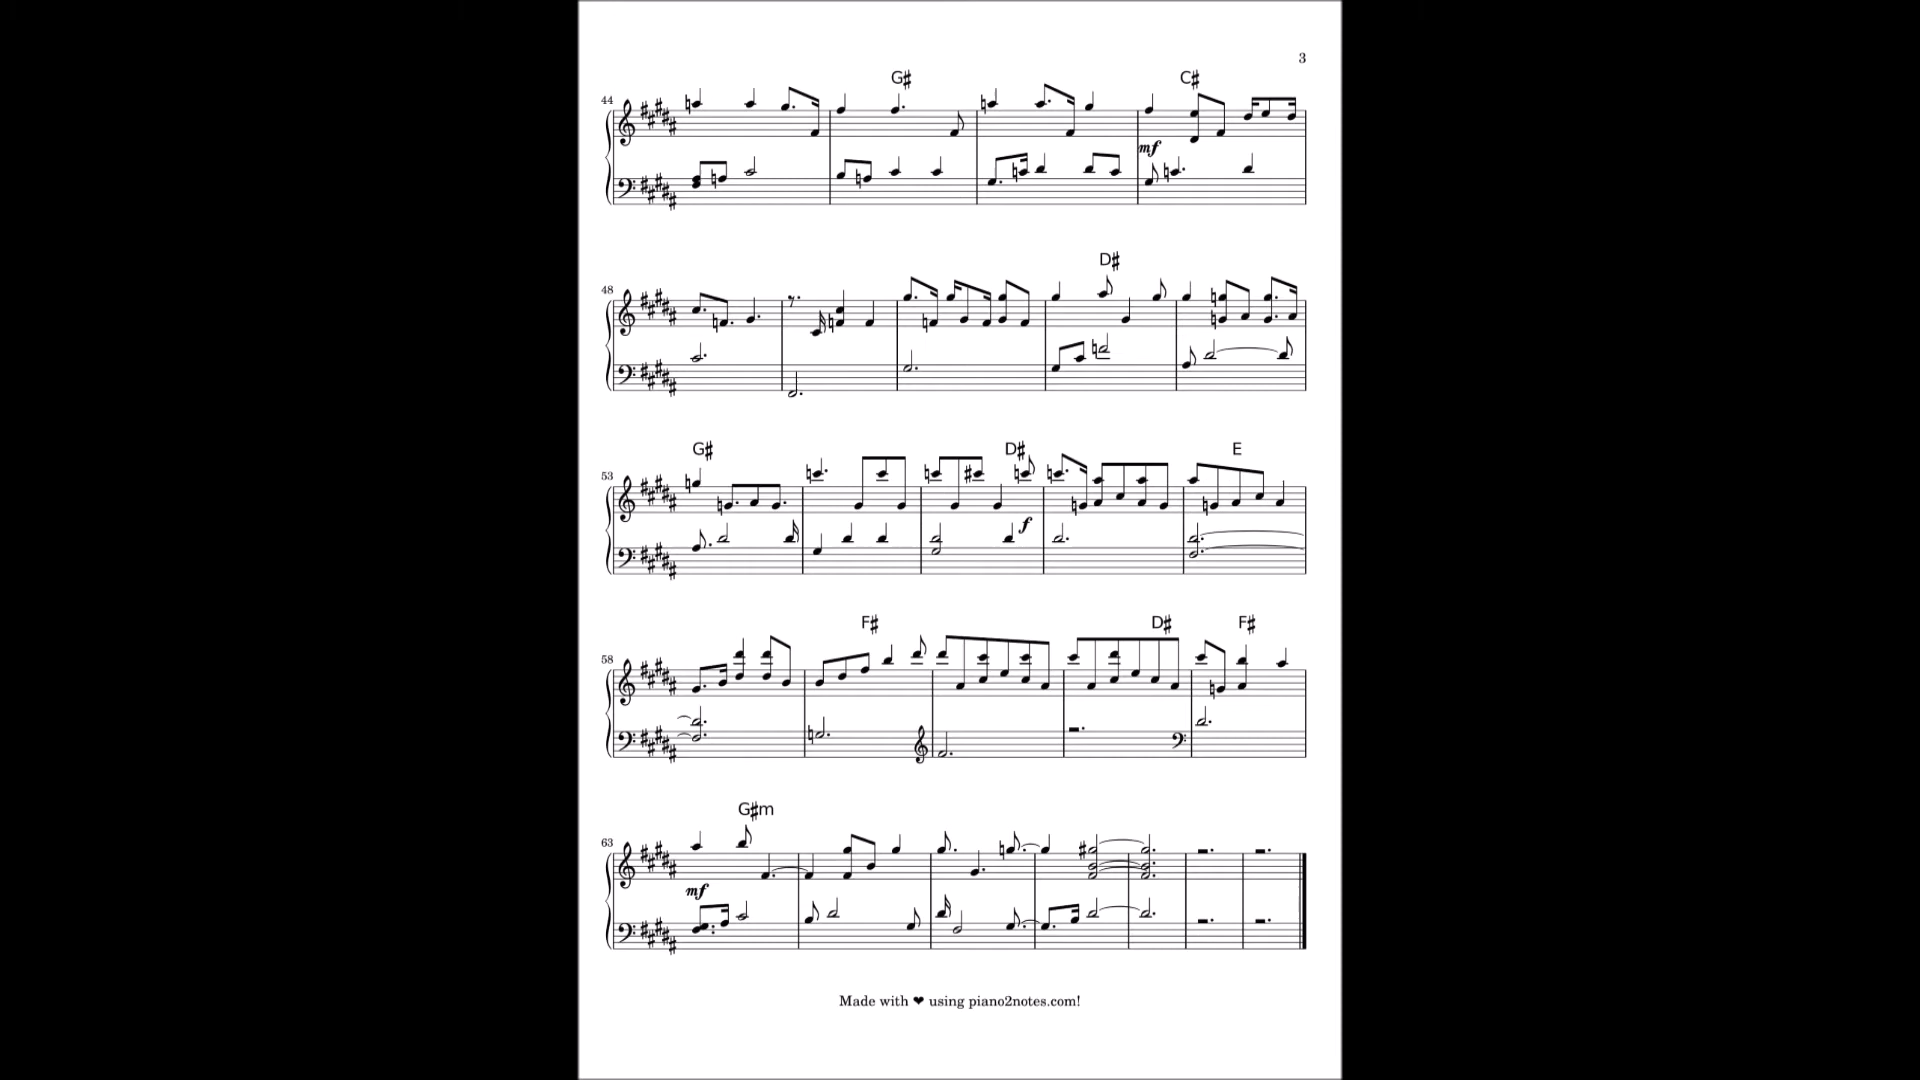 3
G♯ C♯
44
mf
D♯
48
G♯ D♯ E
53
f
F♯ D♯ F♯
58
G♯m
63
mf
Made with ❤ using piano2notes.com!